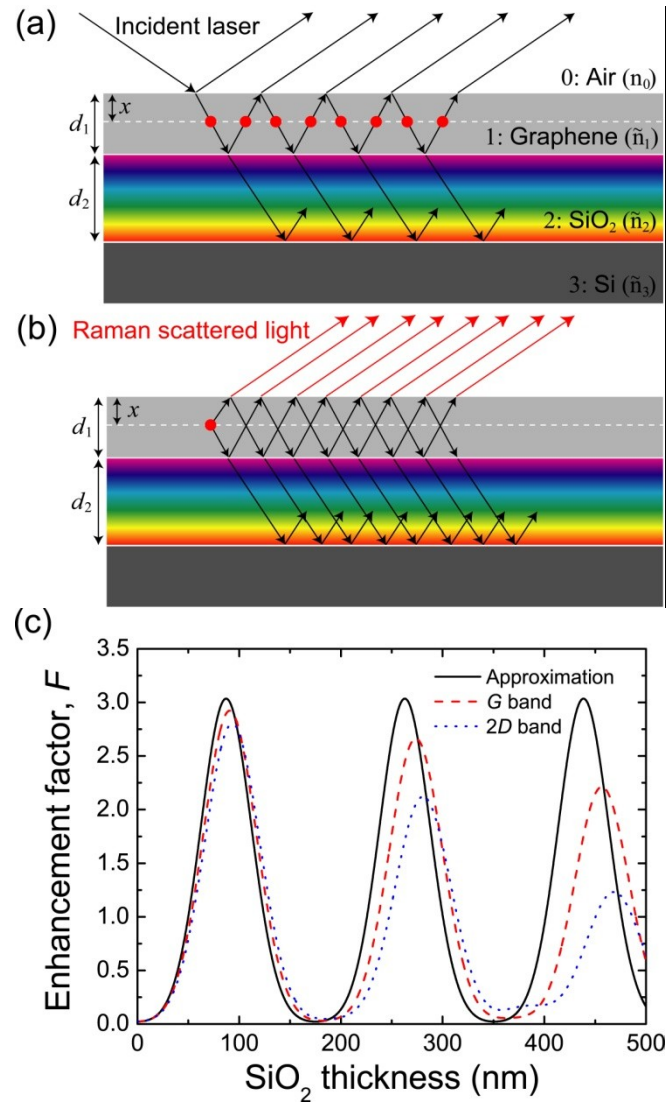 (a)
Incident laser
0: Air (n₀)
x
d₁
1: Graphene (ñ₁)
d₂
2: SiO₂ (ñ₂)
3: Si (ñ₃)
(b)
Raman scattered light
x
d₁
d₂
(c)
3.5
3.0
2.5
2.0
1.5
1.0
0.5
0.0
Enhancement factor, F
Approximation
G band
2D band
0 100 200 300 400 500
SiO₂ thickness (nm)